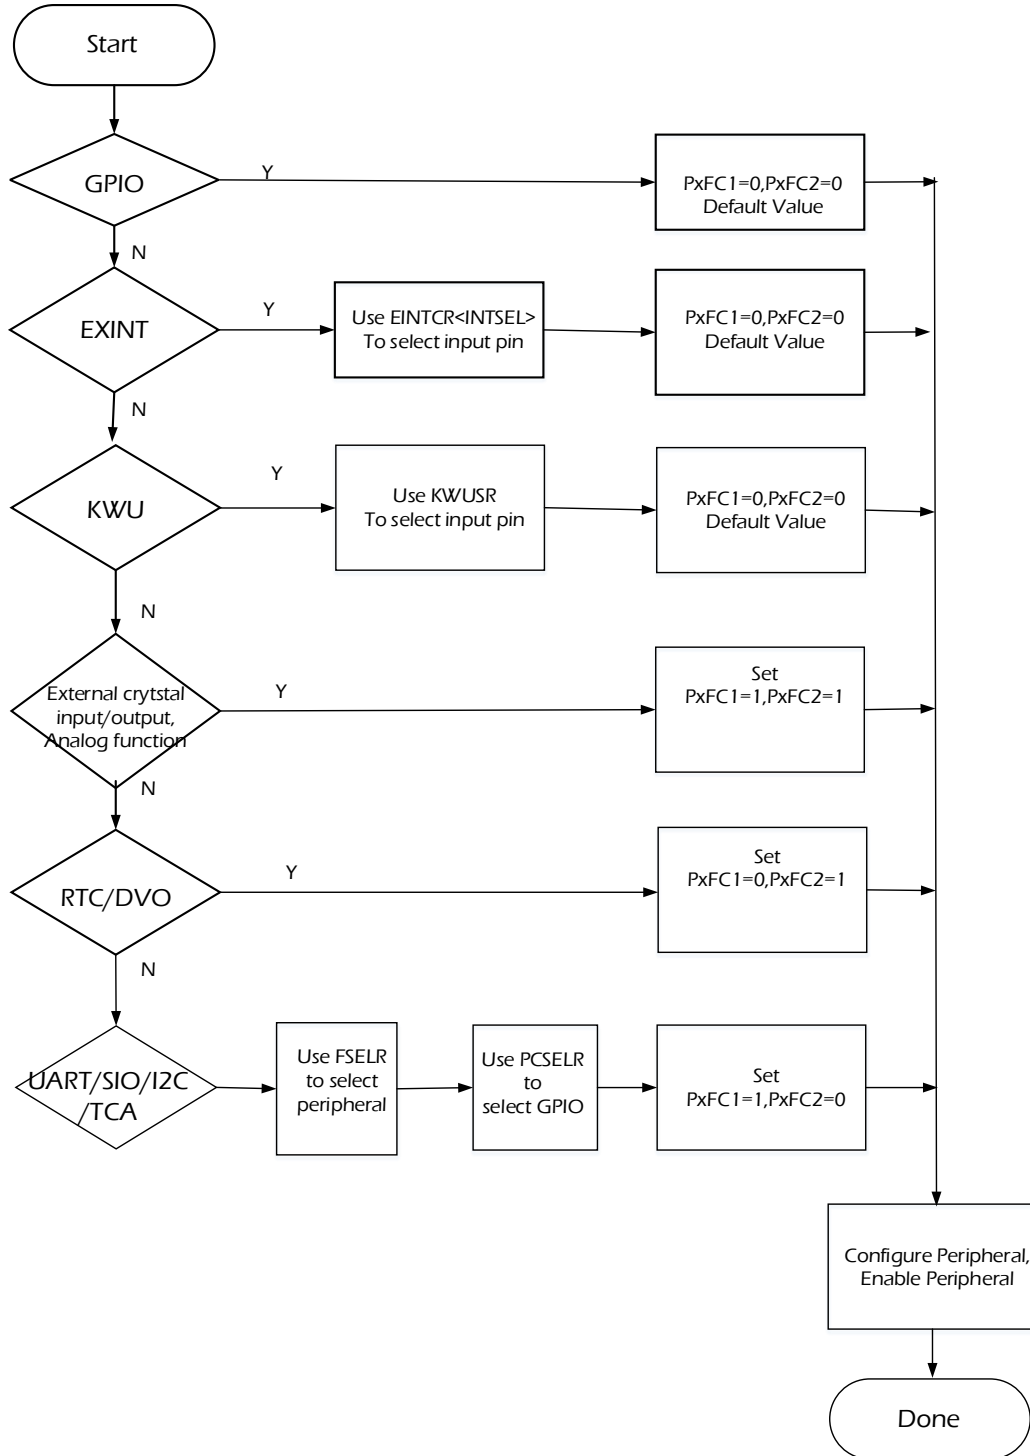 Start
GPIO
Y
PxFC1=0,PxFC2=0
Default Value
N
EXINT
Y
Use EINTCR<INTSEL>
To select input pin
PxFC1=0,PxFC2=0
Default Value
N
KWU
Y
Use KWUSR
To select input pin
PxFC1=0,PxFC2=0
Default Value
N
External crytstal
input/output,
Analog function
Y
Set
PxFC1=1,PxFC2=1
N
RTC/DVO
Y
Set
PxFC1=0,PxFC2=1
N
UART/SIO/I2C
/TCA
Use FSELR
to select
peripheral
Use PCSELR
to
select GPIO
Set
PxFC1=1,PxFC2=0
Configure Peripheral,
Enable Peripheral
Done